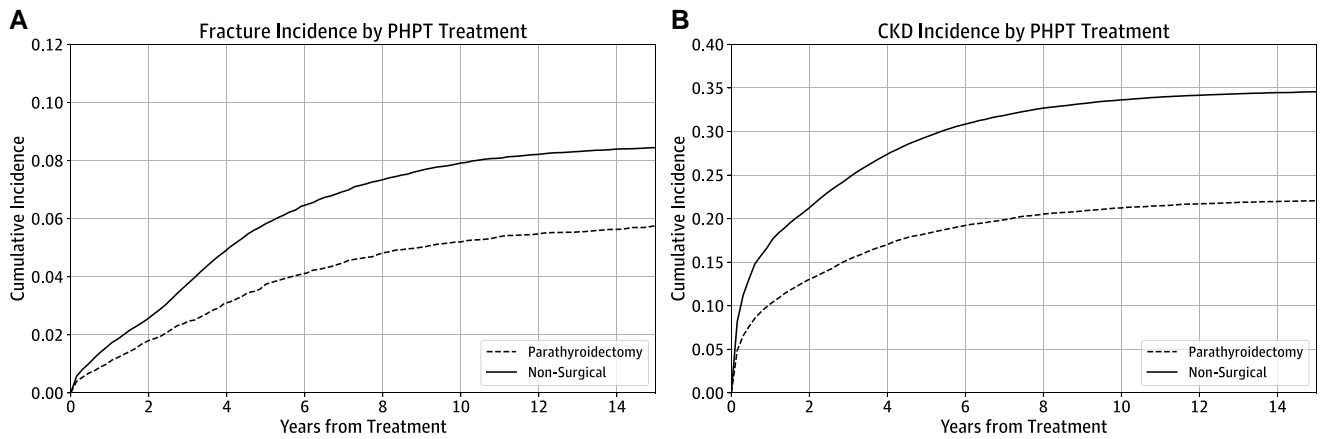 A
Fracture Incidence by PHPT Treatment
0.12
0.10
0.08
0.06
0.04
0.02
0.00
Cumulative Incidence
Parathyroidectomy
Non-Surgical
0 2 4 6 8 10 12 14
Years from Treatment
B
CKD Incidence by PHPT Treatment
0.40
0.35
0.30
0.25
0.20
0.15
0.10
0.05
0.00
Cumulative Incidence
Parathyroidectomy
Non-Surgical
0 2 4 6 8 10 12 14
Years from Treatment